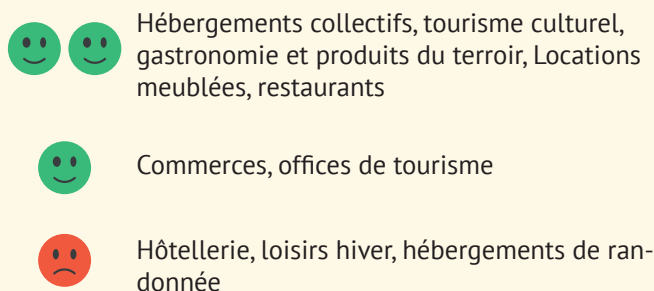 Hébergements collectifs, tourisme culturel,
gastronomie et produits du terroir, Locations
meublées, restaurants
Commerces, offices de tourisme
Hôtellerie, loisirs hiver, hébergements de ran-
donnée